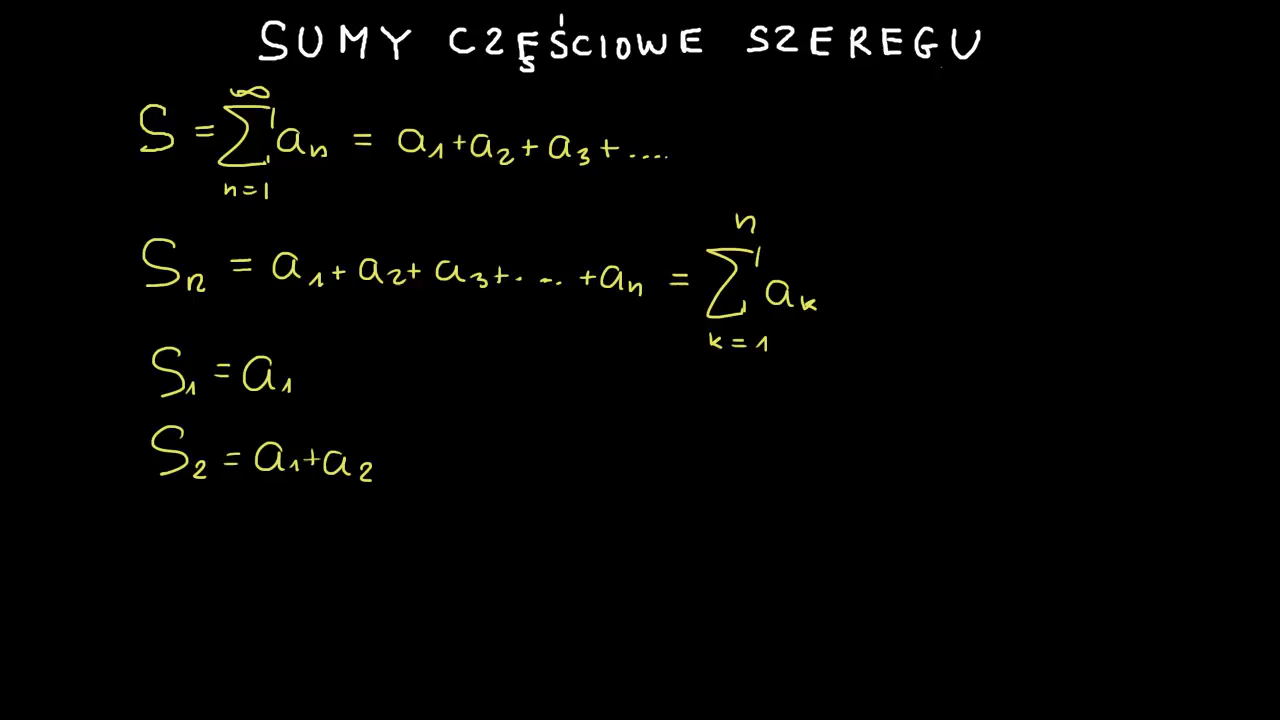 SUMY CZĘŚCIOWE SZEREGU
S = ∑_{n=1}^{∞} a_n = a_1 + a_2 + a_3 + ....
S_n = a_1 + a_2 + a_3 + ... + a_n = ∑_{k=1}^{n} a_k
S_1 = a_1
S_2 = a_1 + a_2